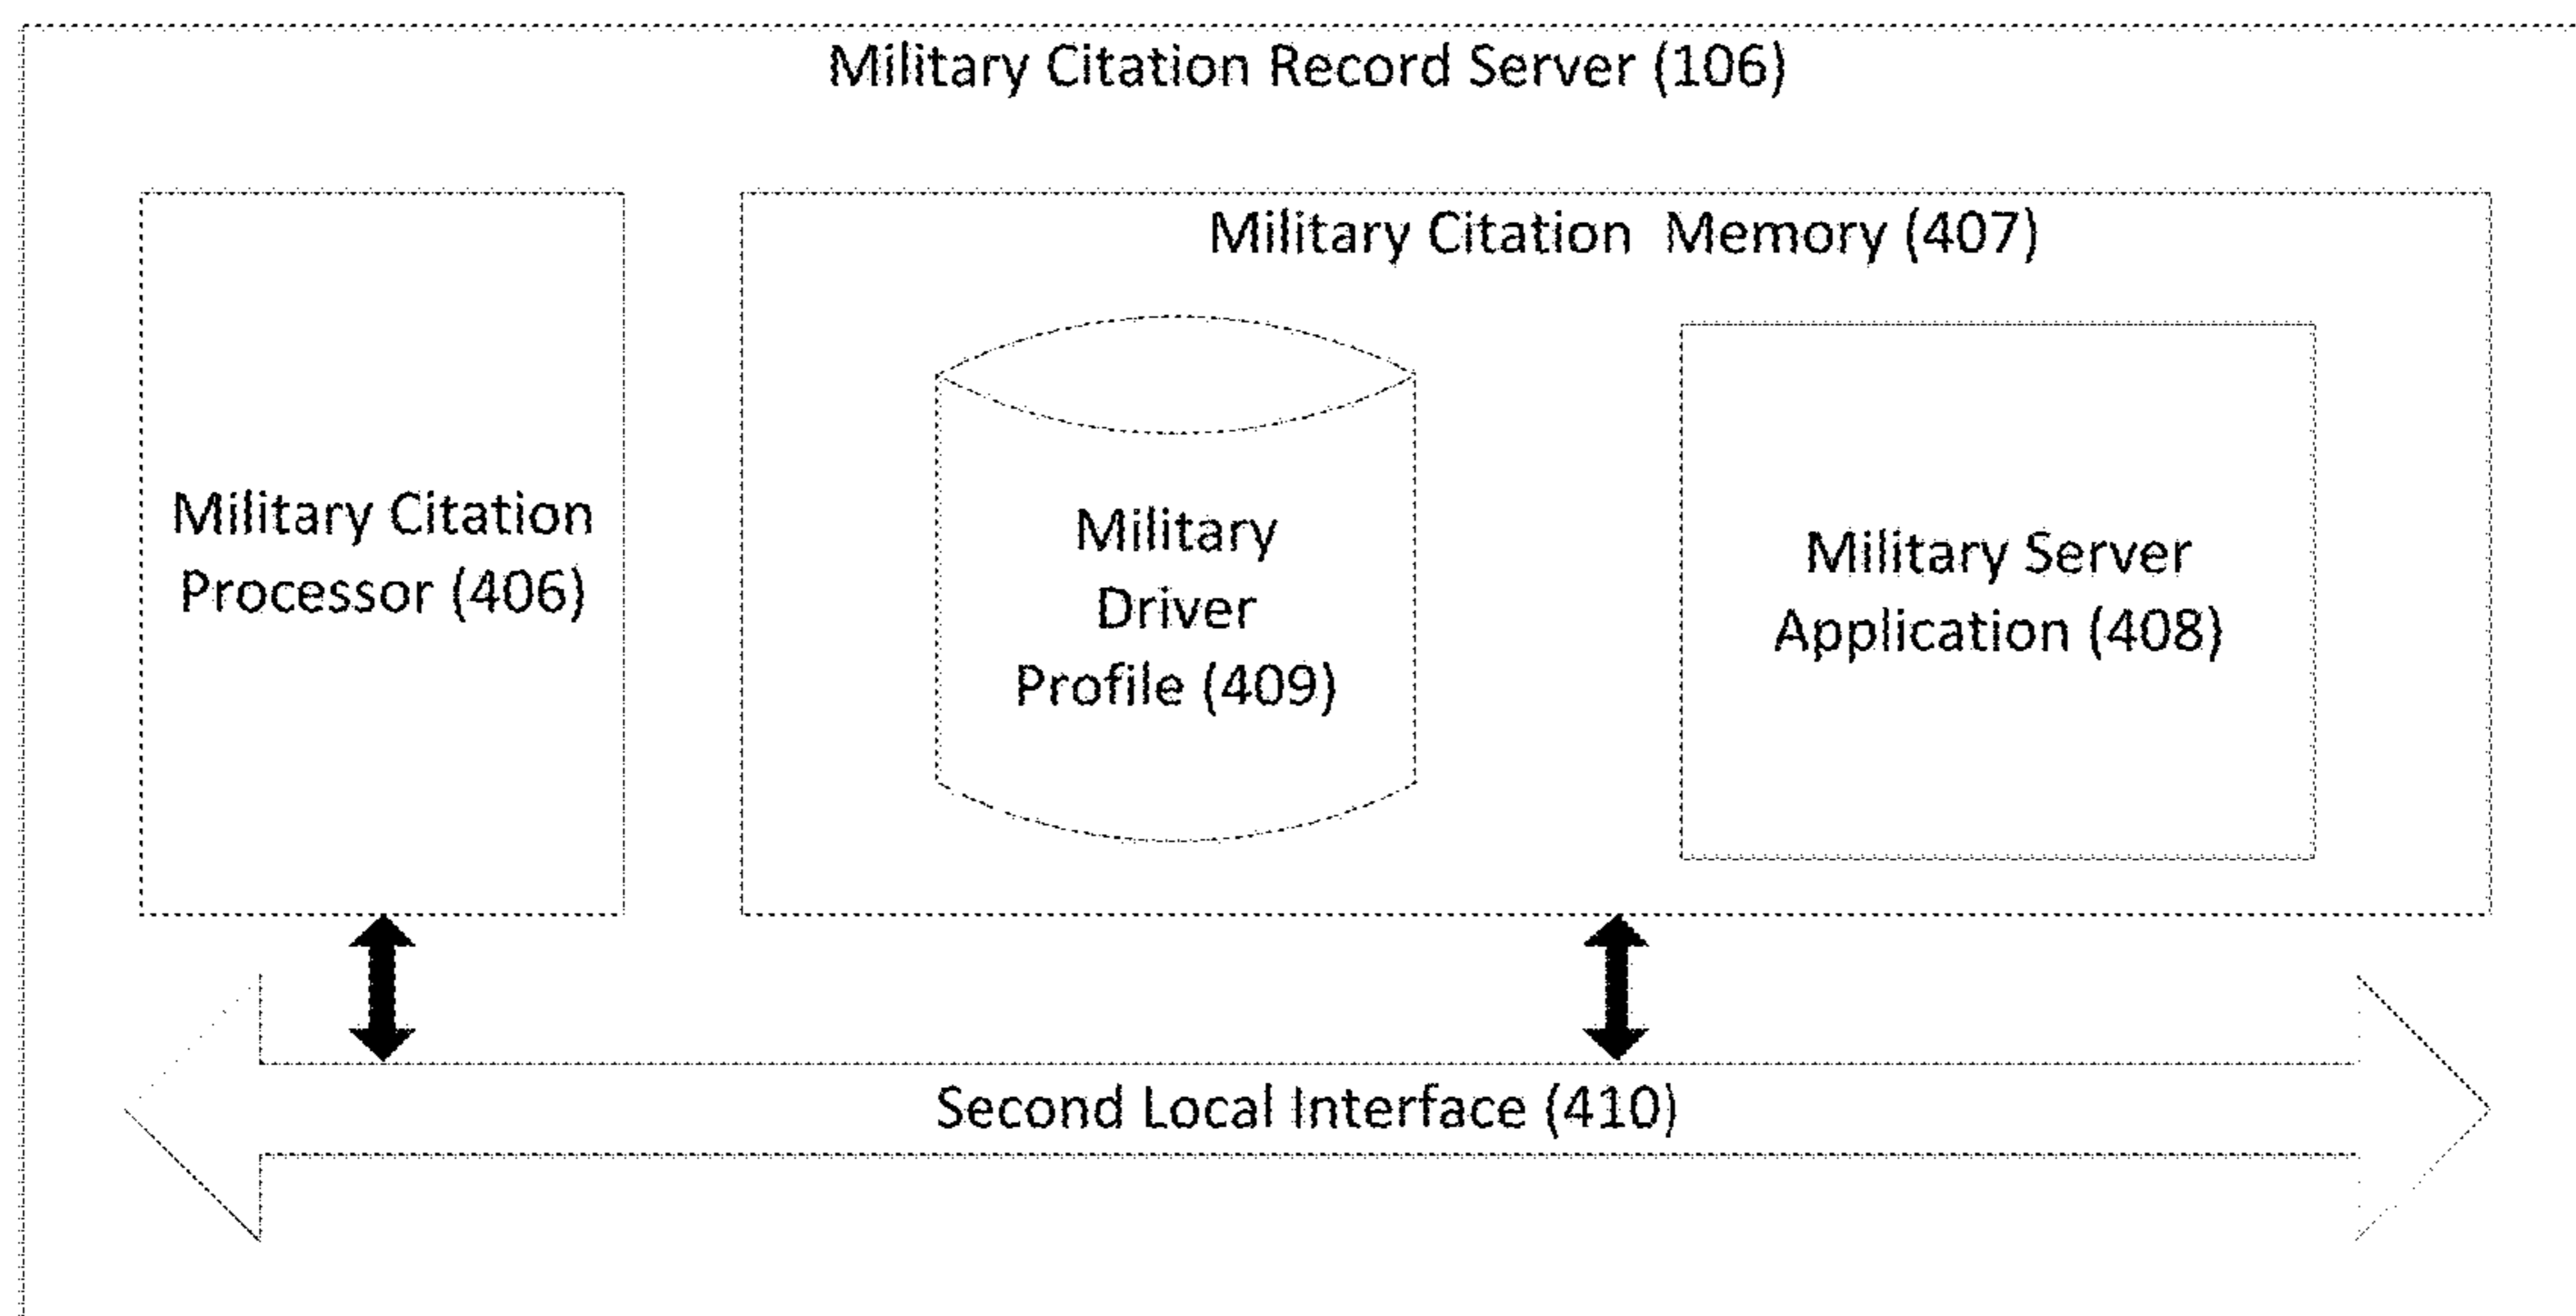 Military Citation Record Server (106)
Military Citation Memory (407)
Military Citation
Processor (406)
Military
Driver
Profile (409)
Military Server
Application (408)
Second Local Interface (410)